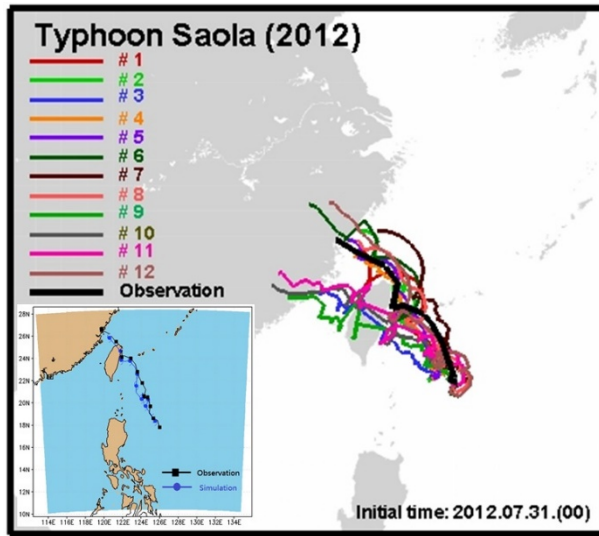 Typhoon Saola (2012)
# 1
# 2
# 3
# 4
# 5
# 6
# 7
# 8
# 9
# 10
# 11
# 12
Observation
28N
26N
24N
22N
20N
18N
16N
14N
12N
10N
Observation
Simulation
114E 116E 118E 120E 122E 124E 126E 128E 130E 132E 134E
Initial time: 2012.07.31.(00)